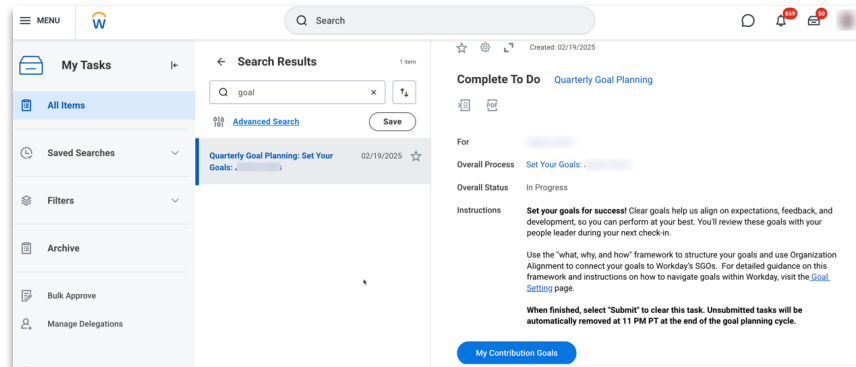 MENU
Search
659
50
My Tasks
All Items
Saved Searches
Filters
Archive
Bulk Approve
Manage Delegations
Search Results
1 item
goal
Advanced Search
Save
Quarterly Goal Planning: Set Your
Goals:
02/19/2025
Created: 02/19/2025
Complete To Do Quarterly Goal Planning
PDF
For
Overall Process Set Your Goals:
Overall Status In Progress
Instructions Set your goals for success! Clear goals help us align on expectations, feedback, and
development, so you can perform at your best. You'll review these goals with your
people leader during your next check-in.
Use the "what, why, and how" framework to structure your goals and use Organization
Alignment to connect your goals to Workday's SGOs. For detailed guidance on this
framework and instructions on how to navigate goals within Workday, visit the Goal
Setting page.
When finished, select "Submit" to clear this task. Unsubmitted tasks will be
automatically removed at 11 PM PT at the end of the goal planning cycle.
My Contribution Goals